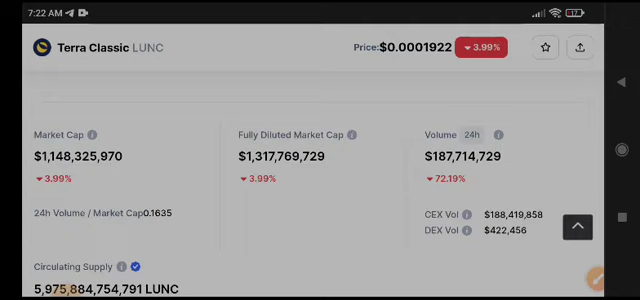 7:22 AM
17
Terra Classic LUNC Price:$0.0001922 3.99%
Market Cap Fully Diluted Market Cap Volume 24h
$1,148,325,970 $1,317,769,729 $187,714,729
3.99% 3.99% 72.19%
24h Volume / Market Cap0.1635 CEX Vol $188,419,858
DEX Vol $422,456
Circulating Supply
5,975,884,754,791 LUNC